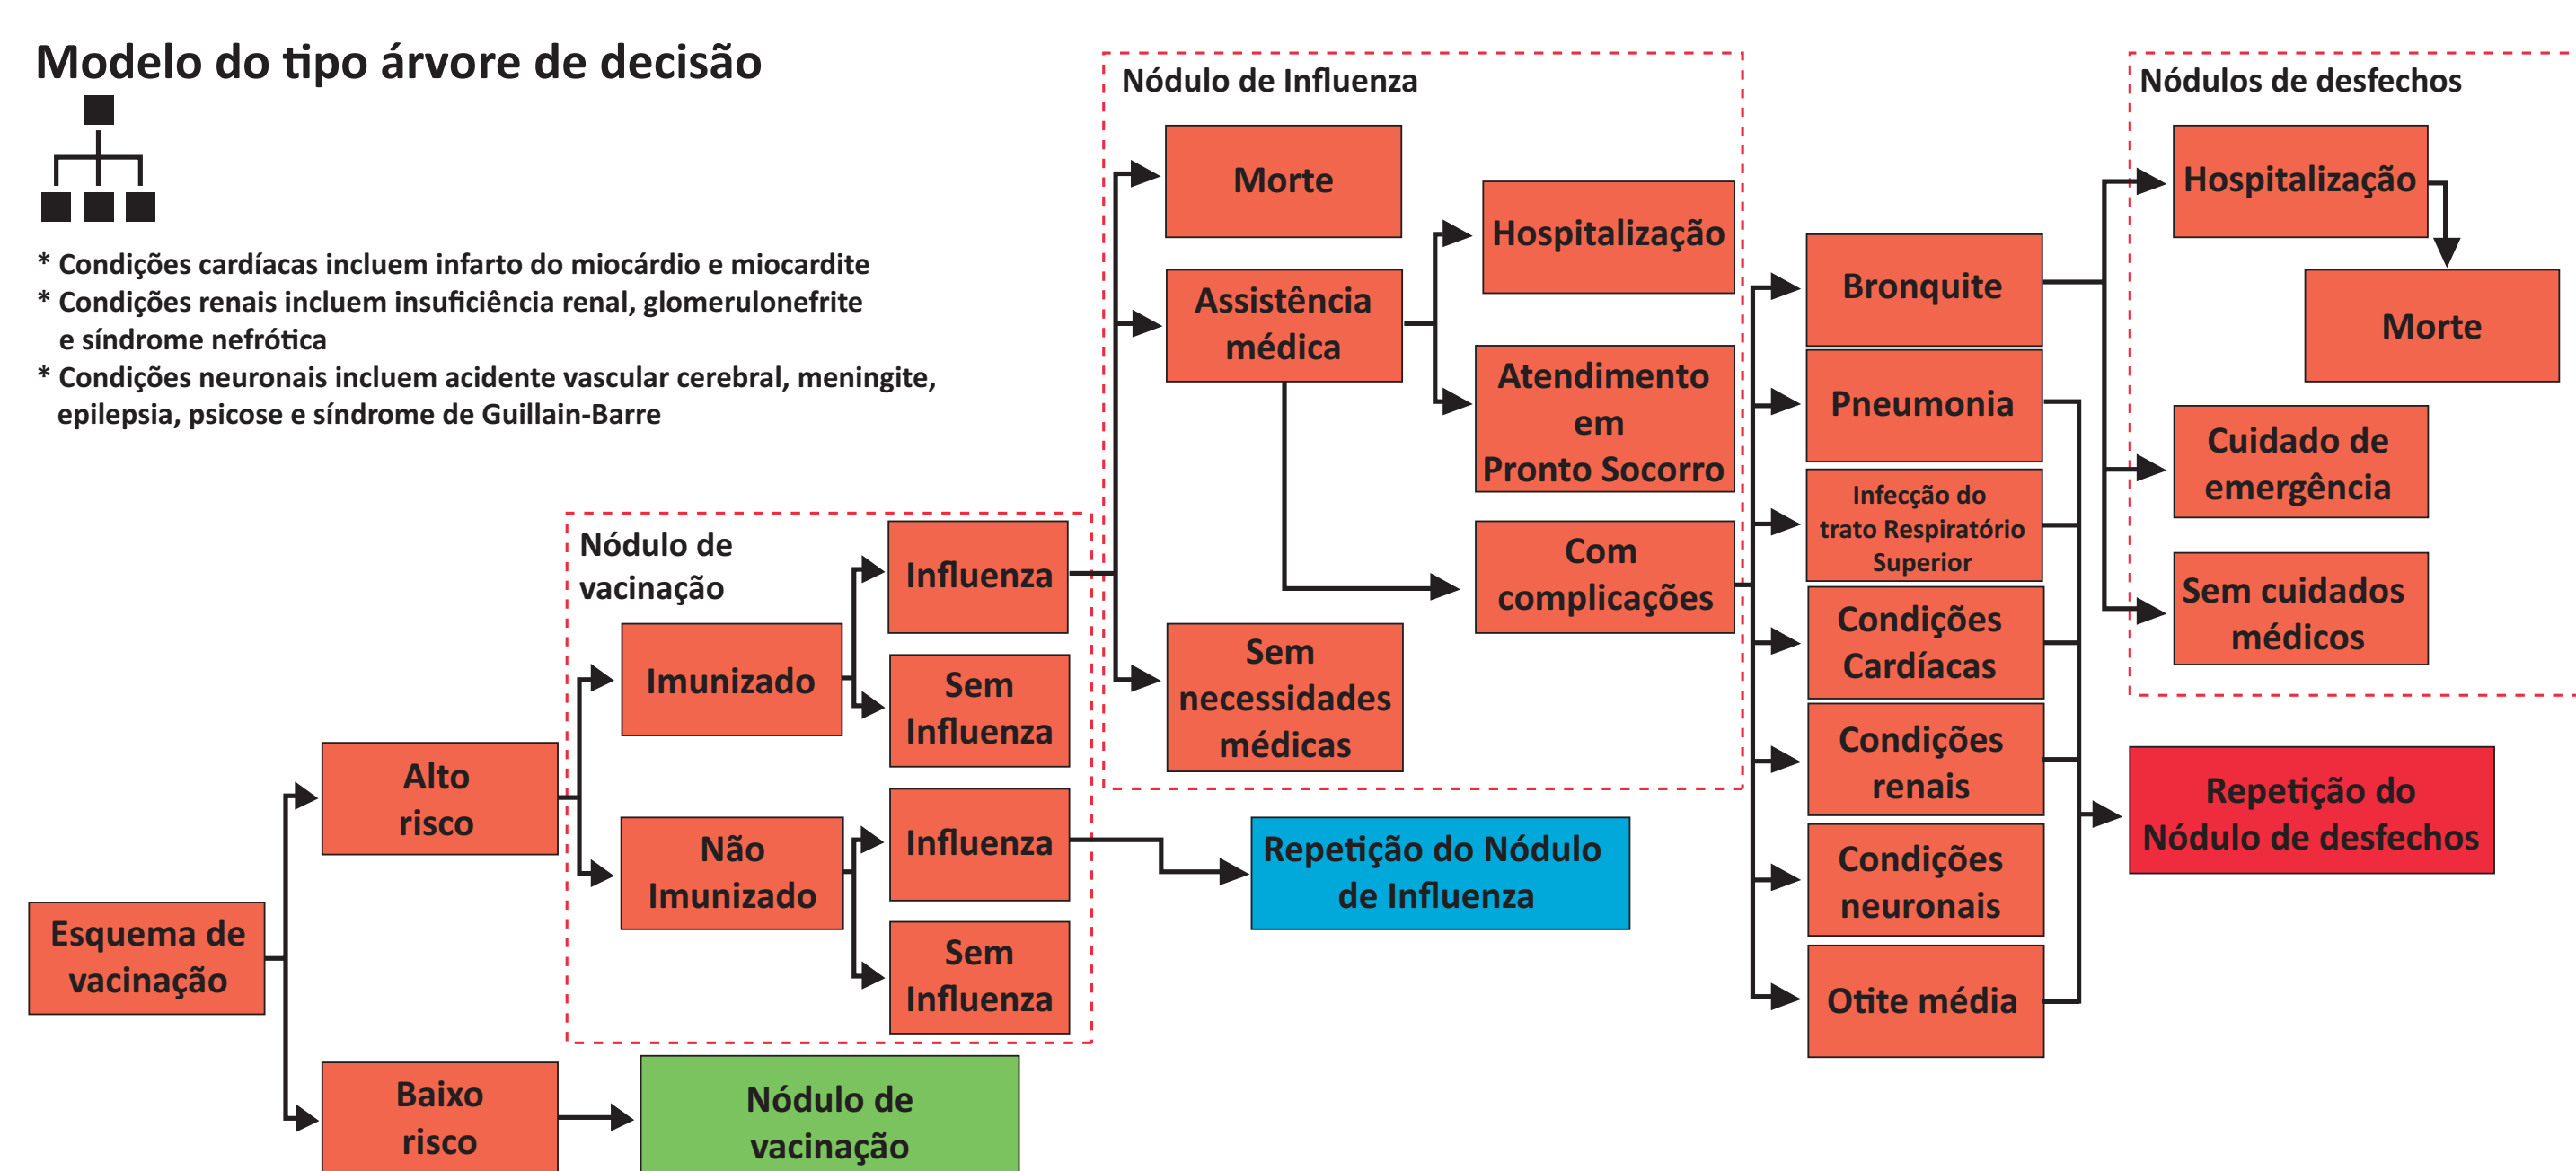 Modelo do tipo árvore de decisão
* Condições cardíacas incluem infarto do miocárdio e miocardite
* Condições renais incluem insuficiência renal, glomerulonefrite
e síndrome nefrótica
* Condições neuronais incluem acidente vascular cerebral, meningite,
epilepsia, psicose e síndrome de Guillain-Barre
Esquema de
vacinação
Alto
risco
Baixo
risco
Nódulo de
vacinação
Imunizado
Não
Imunizado
Influenza
Sem
Influenza
Influenza
Sem
Influenza
Nódulo de
vacinação
Nódulo de Influenza
Morte
Assistência
médica
Sem
necessidades
médicas
Hospitalização
Atendimento
em
Pronto Socorro
Com
complicações
Repetição do Nódulo
de Influenza
Bronquite
Pneumonia
Infecção do
trato Respiratório
Superior
Condições
Cardíacas
Condições
renais
Condições
neuronais
Otite média
Nódulos de desfechos
Hospitalização
Morte
Cuidado de
emergência
Sem cuidados
médicos
Repetição do
Nódulo de desfechos